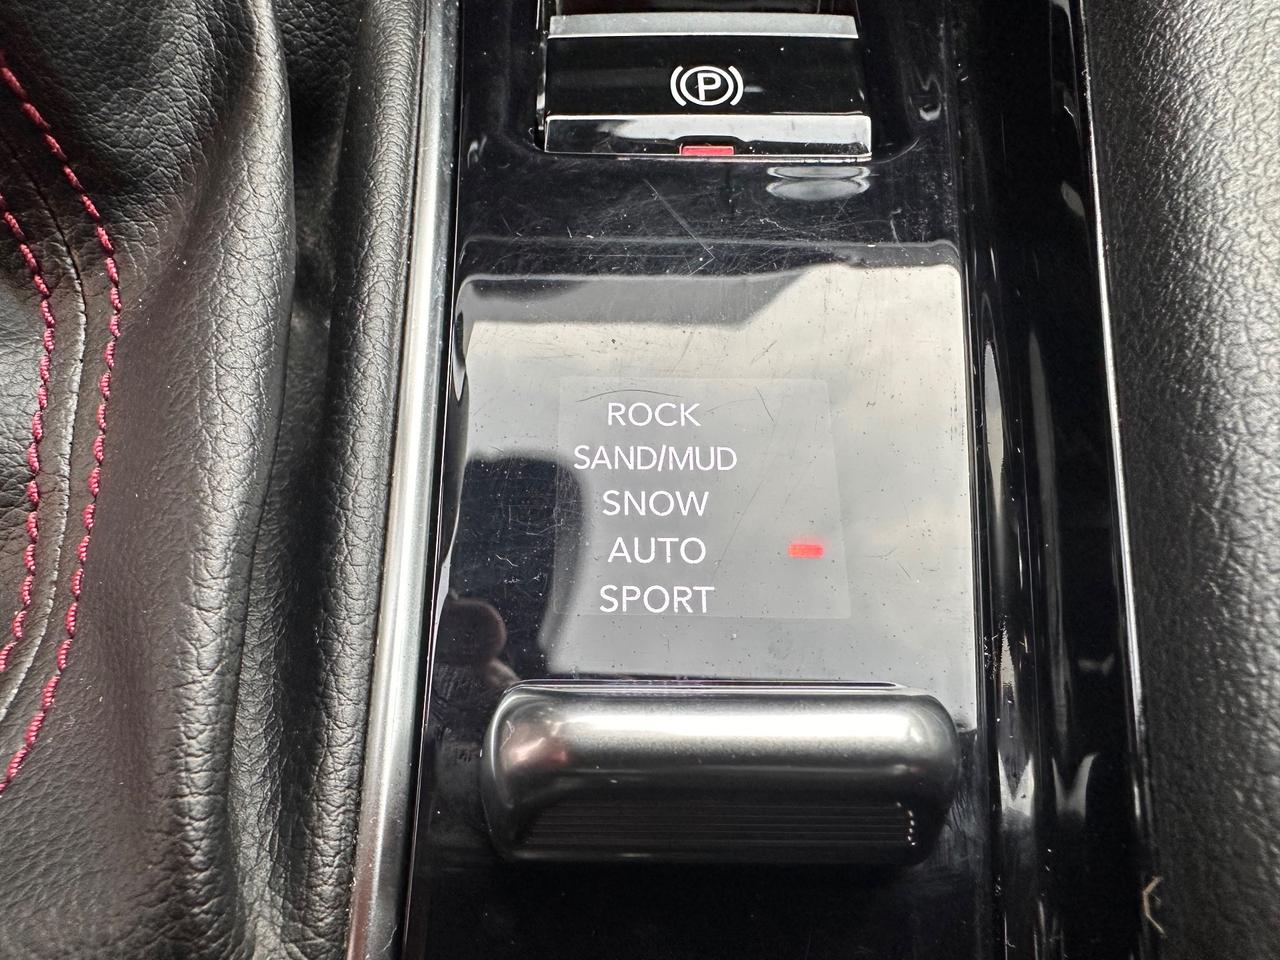 (P)
ROCK
SAND/MUD
SNOW
AUTO
SPORT